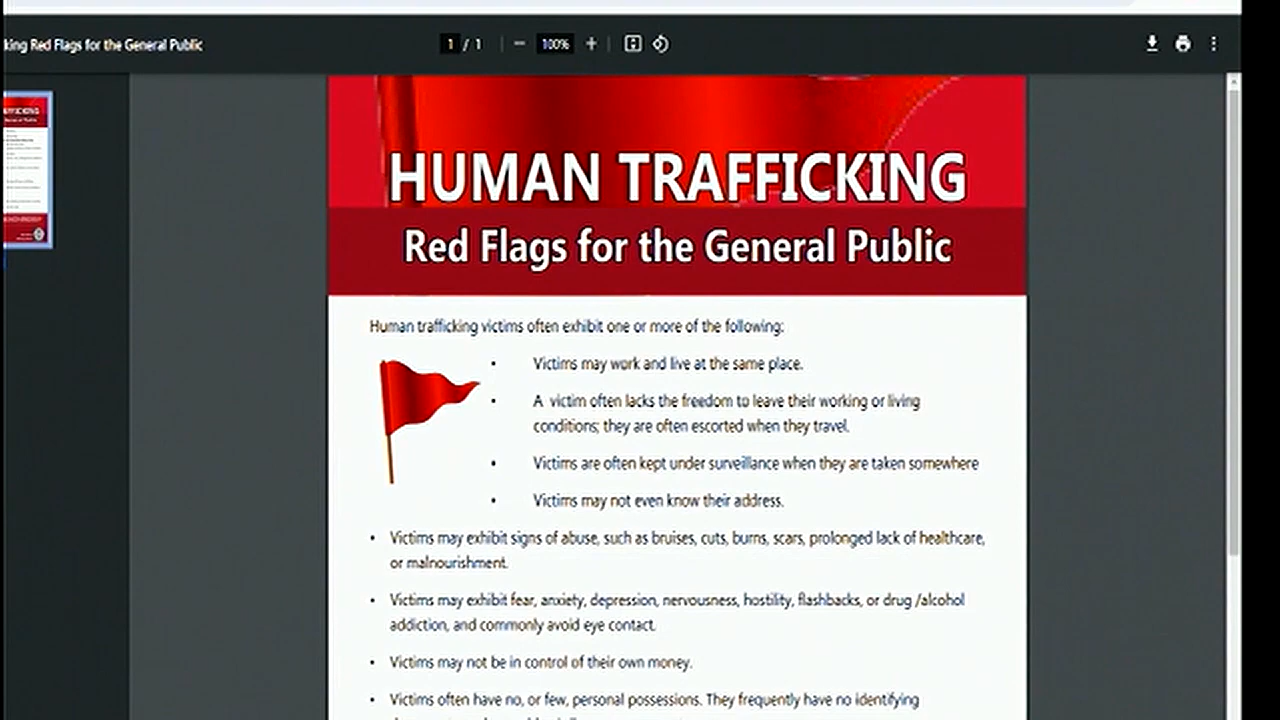 king Red Flags for the General Public
1 / 1
100%
HUMAN TRAFFICKING
Red Flags for the General Public
Human trafficking victims often exhibit one or more of the following:
• Victims may work and live at the same place.
• A victim often lacks the freedom to leave their working or living
conditions; they are often escorted when they travel.
• Victims are often kept under surveillance when they are taken somewhere
• Victims may not even know their address.
• Victims may exhibit signs of abuse, such as bruises, cuts, burns, scars, prolonged lack of healthcare,
or malnourishment.
• Victims may exhibit fear, anxiety, depression, nervousness, hostility, flashbacks, or drug /alcohol
addiction, and commonly avoid eye contact.
• Victims may not be in control of their own money.
• Victims often have no, or few, personal possessions. They frequently have no identifying